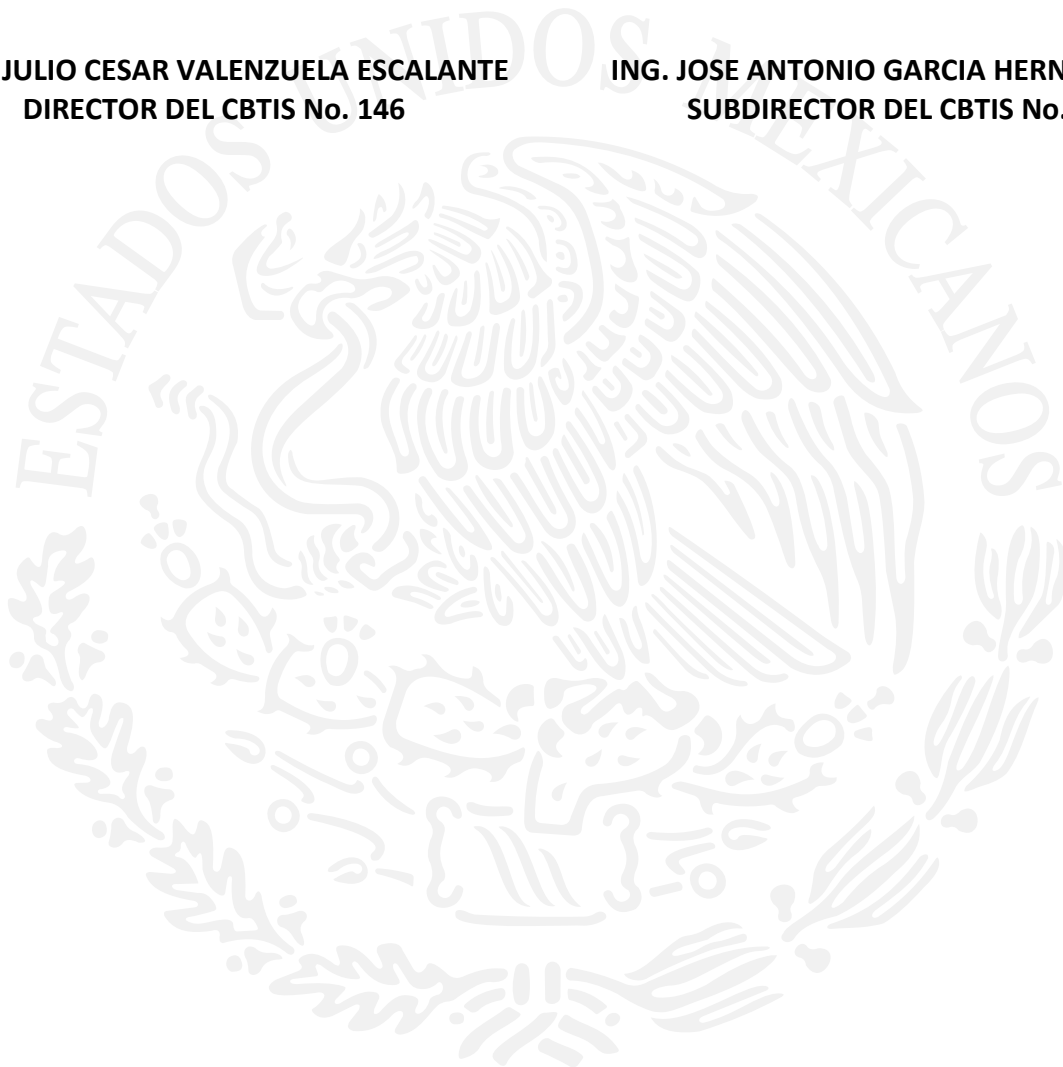 JULIO CESAR VALENZUELA ESCALANTE
DIRECTOR DEL CBTIS No. 146
ING. JOSE ANTONIO GARCIA
SUBDIRECTOR DEL CBTIS No.
ESTADOS UNIDOS MEXICANOS